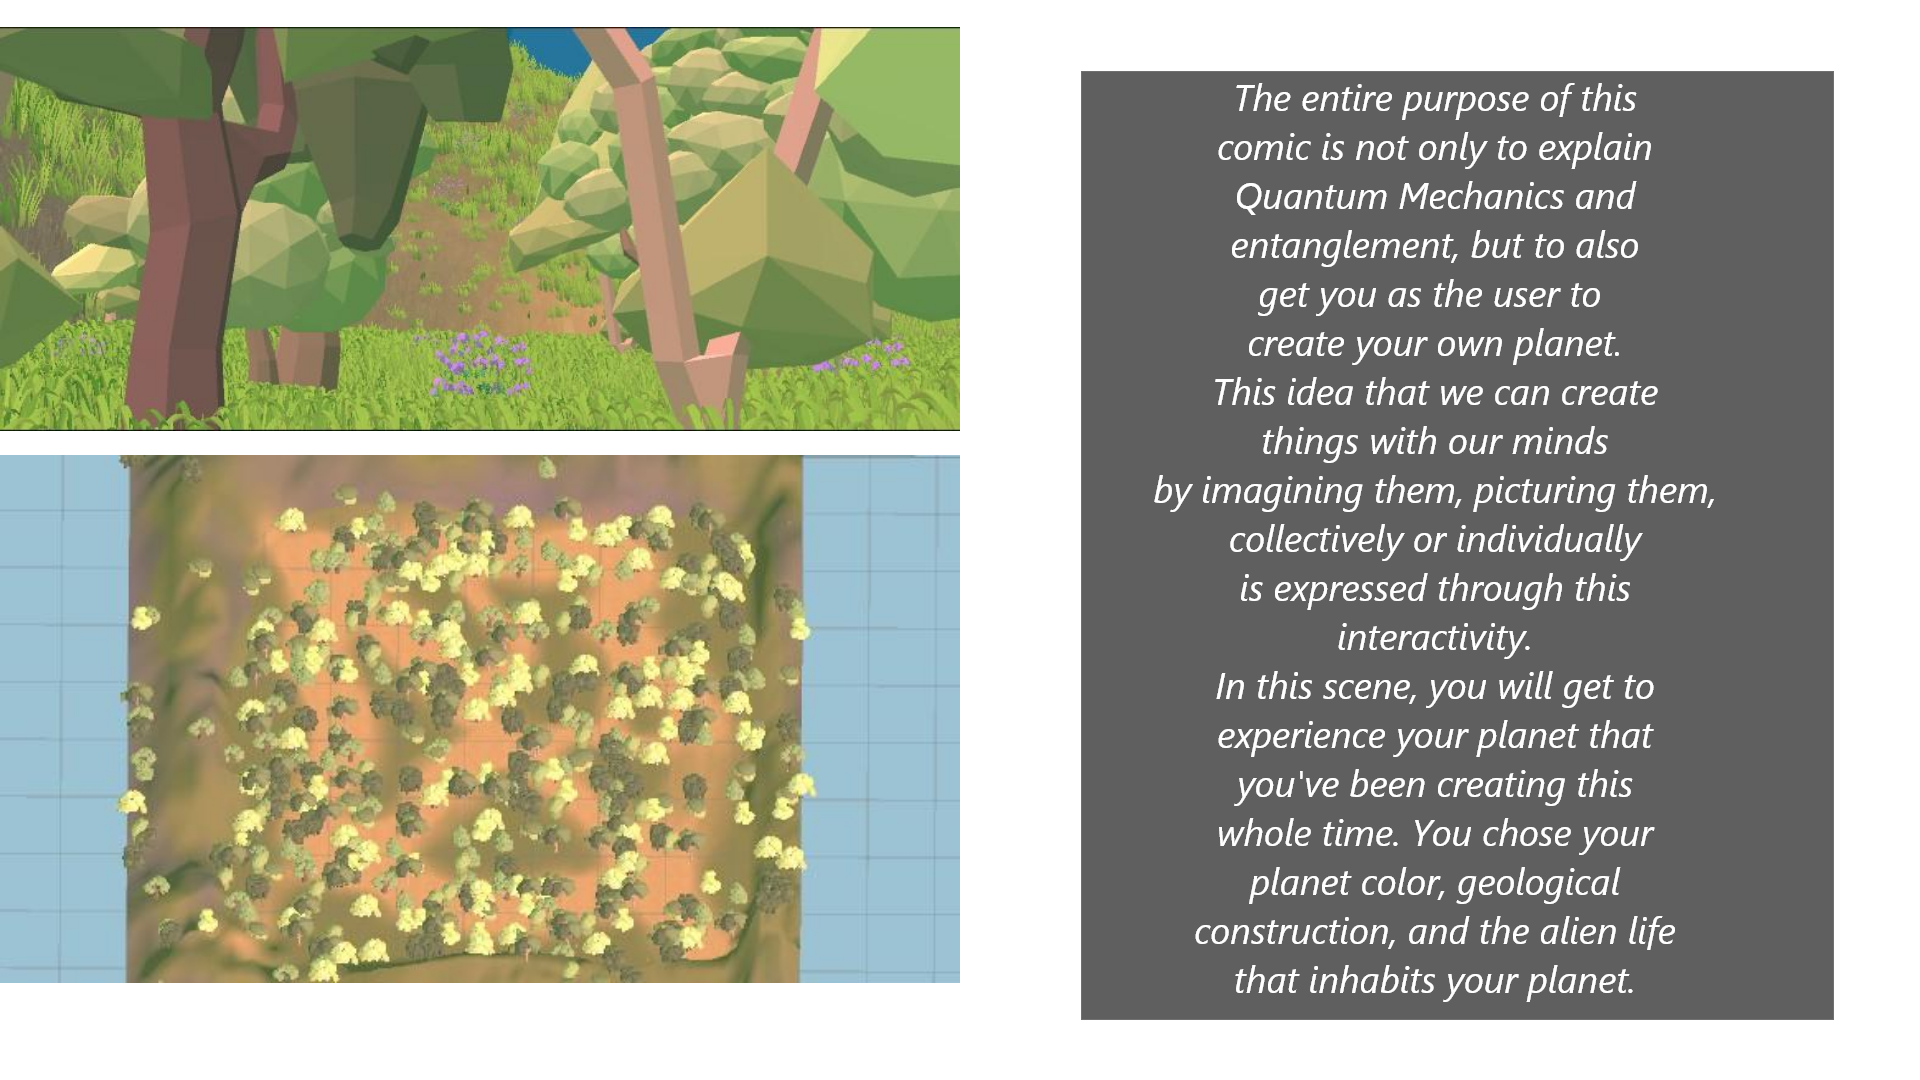 The entire purpose of this
comic is not only to explain
Quantum Mechanics and
entanglement, but to also
get you as the user to
create your own planet.
This idea that we can create
things with our minds
by imagining them, picturing them,
collectively or individually
is expressed through this
interactivity.
In this scene, you will get to
experience your planet that
you've been creating this
whole time. You chose your
planet color, geological
construction, and the alien life
that inhabits your planet.